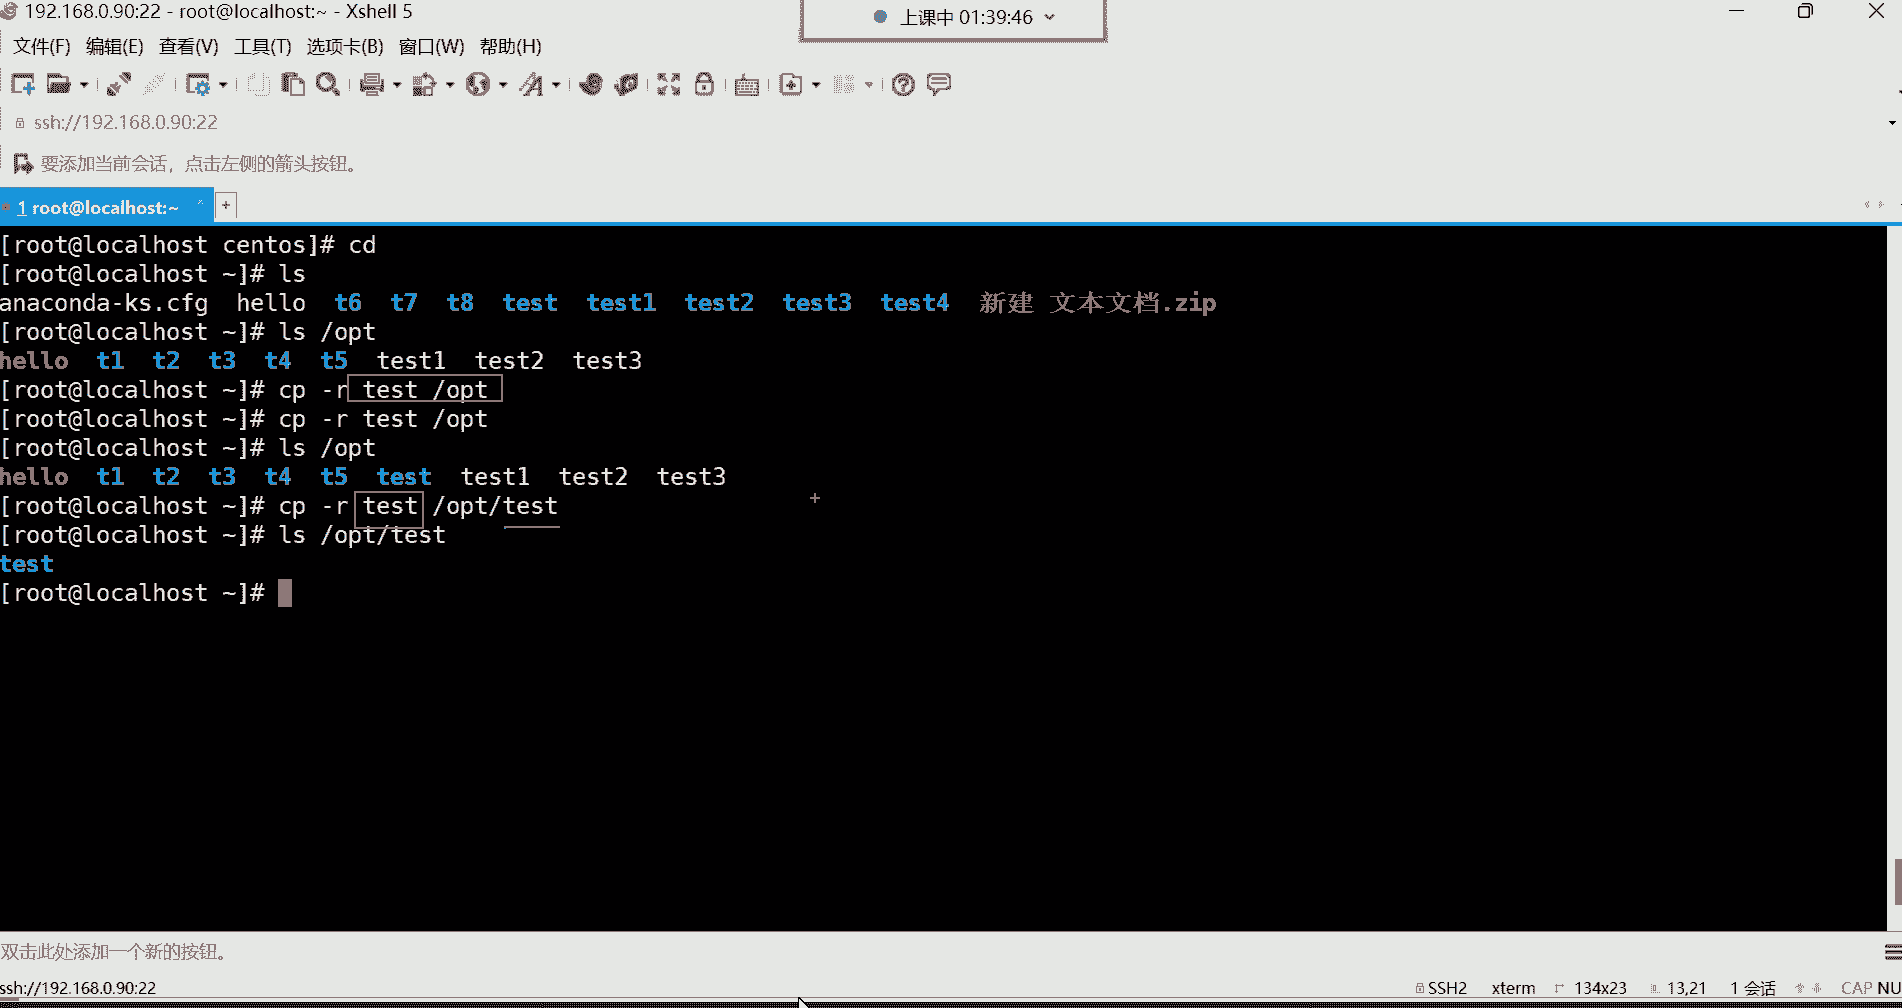 192.168.0.90:22 - root@localhost:~ - Xshell 5
上课中 01:39:46
文件(F) 编辑(E) 查看(V) 工具(T) 选项卡(B) 窗口(W) 帮助(H)
ssh://192.168.0.90:22
要添加当前会话，点击左侧的箭头按钮。
1 root@localhost:~ +
[root@localhost centos]# cd
[root@localhost ~]# ls
anaconda-ks.cfg hello t6 t7 t8 test test1 test2 test3 test4 新建 文本文档.zip
[root@localhost ~]# ls /opt
hello t1 t2 t3 t4 t5 test1 test2 test3
[root@localhost ~]# cp -r test /opt
[root@localhost ~]# cp -r test /opt
[root@localhost ~]# ls /opt
hello t1 t2 t3 t4 t5 test test1 test2 test3
[root@localhost ~]# cp -r test /opt/test
[root@localhost ~]# ls /opt/test
test
[root@localhost ~]#
双击此处添加一个新的按钮。
ssh://192.168.0.90:22 SSH2 xterm 134x23 13,21 1 会话 CAP NU